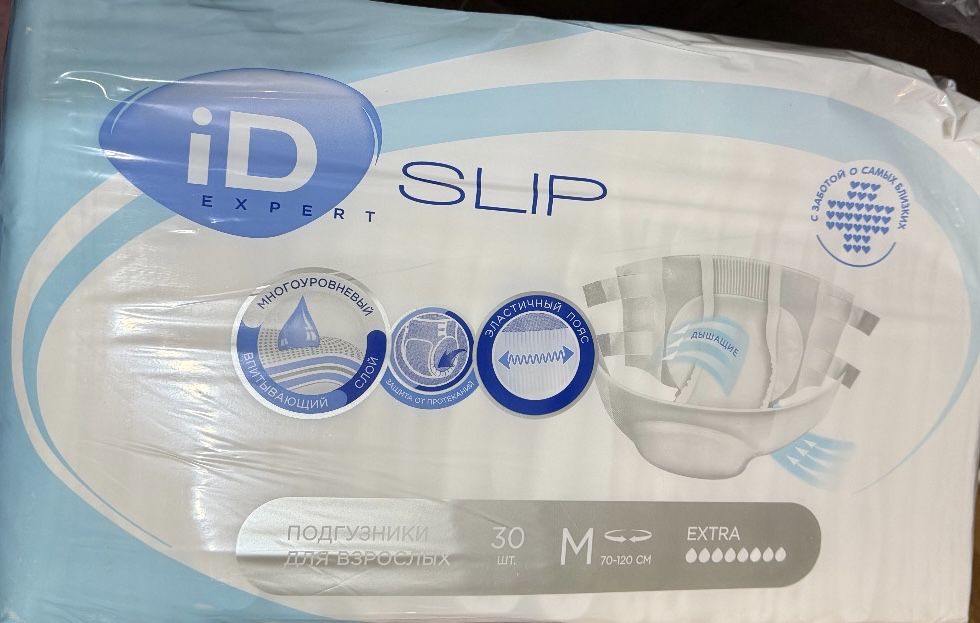 iD
EXPERT
SLIP
С ЗАБОТОЙ О САМЫХ БЛИЗКИХ
МНОГОУРОВНЕВЫЙ
ВПИТЫВАЮЩИЙ СЛОЙ
ЗАЩИТА ОТ ПРОТЕКАНИЙ
ЭЛАСТИЧНЫЙ ПОЯС
ДЫШАЩИЕ
ПОДГУЗНИКИ
ДЛЯ ВЗРОСЛЫХ
30
ШТ.
M
70-120 СМ
EXTRA